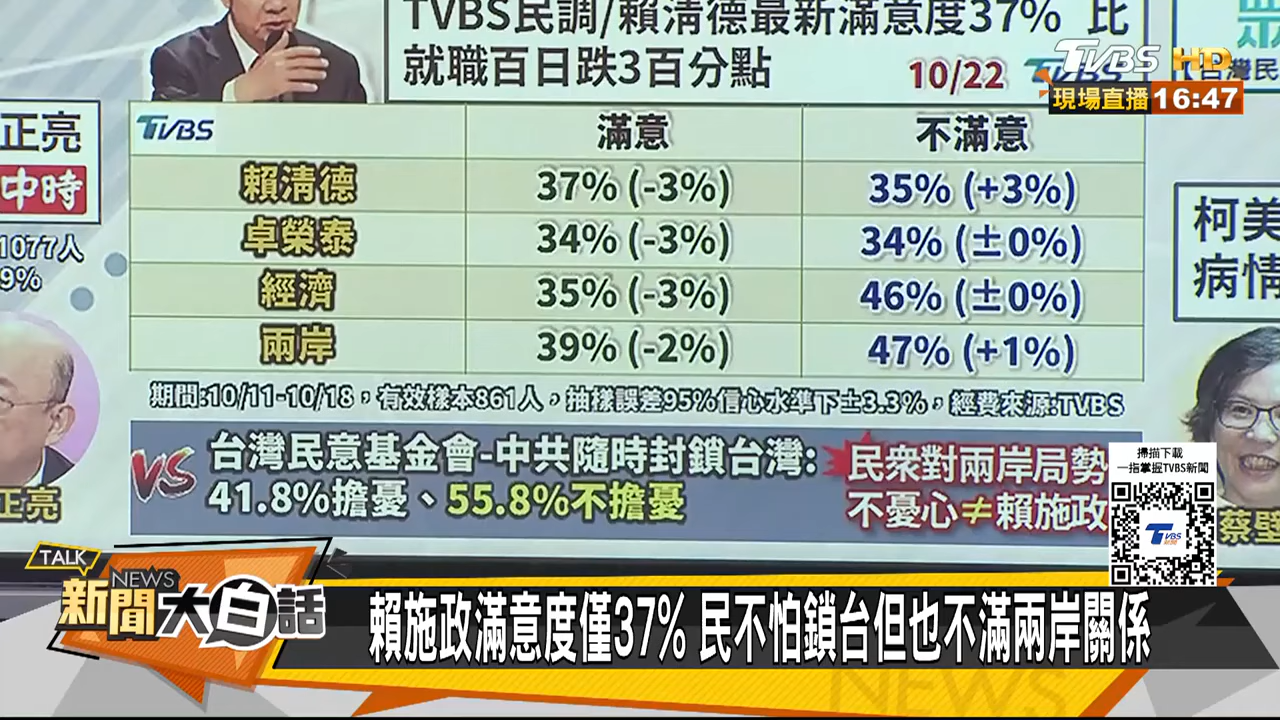 TVBS民調/賴清德最新滿意度37% 比
就職百日跌3百分點
10/22
TVBS
TVBS HD
現場直播 16:47
台灣民
正亮
中時
1077人
9%
TVBS 滿意 不滿意
賴清德 37% (-3%) 35% (+3%)
卓榮泰 34% (-3%) 34% (±0%)
經濟 35% (-3%) 46% (±0%)
兩岸 39% (-2%) 47% (+1%)
期間:10/11-10/18，有效樣本861人，抽樣誤差95%信心水準下±3.3%，經費來源:TVBS
柯美
病情
VS
台灣民意基金會-中共隨時封鎖台灣:
41.8%擔憂、55.8%不擔憂
民眾對兩岸局勢
不憂心≠賴施政
正亮
蔡壁
掃描下載
一指掌握TVBS新聞
TVBS
新聞
TALK
NEWS
新聞大白話
賴施政滿意度僅37% 民不怕鎖台但也不滿兩岸關係
NEWS